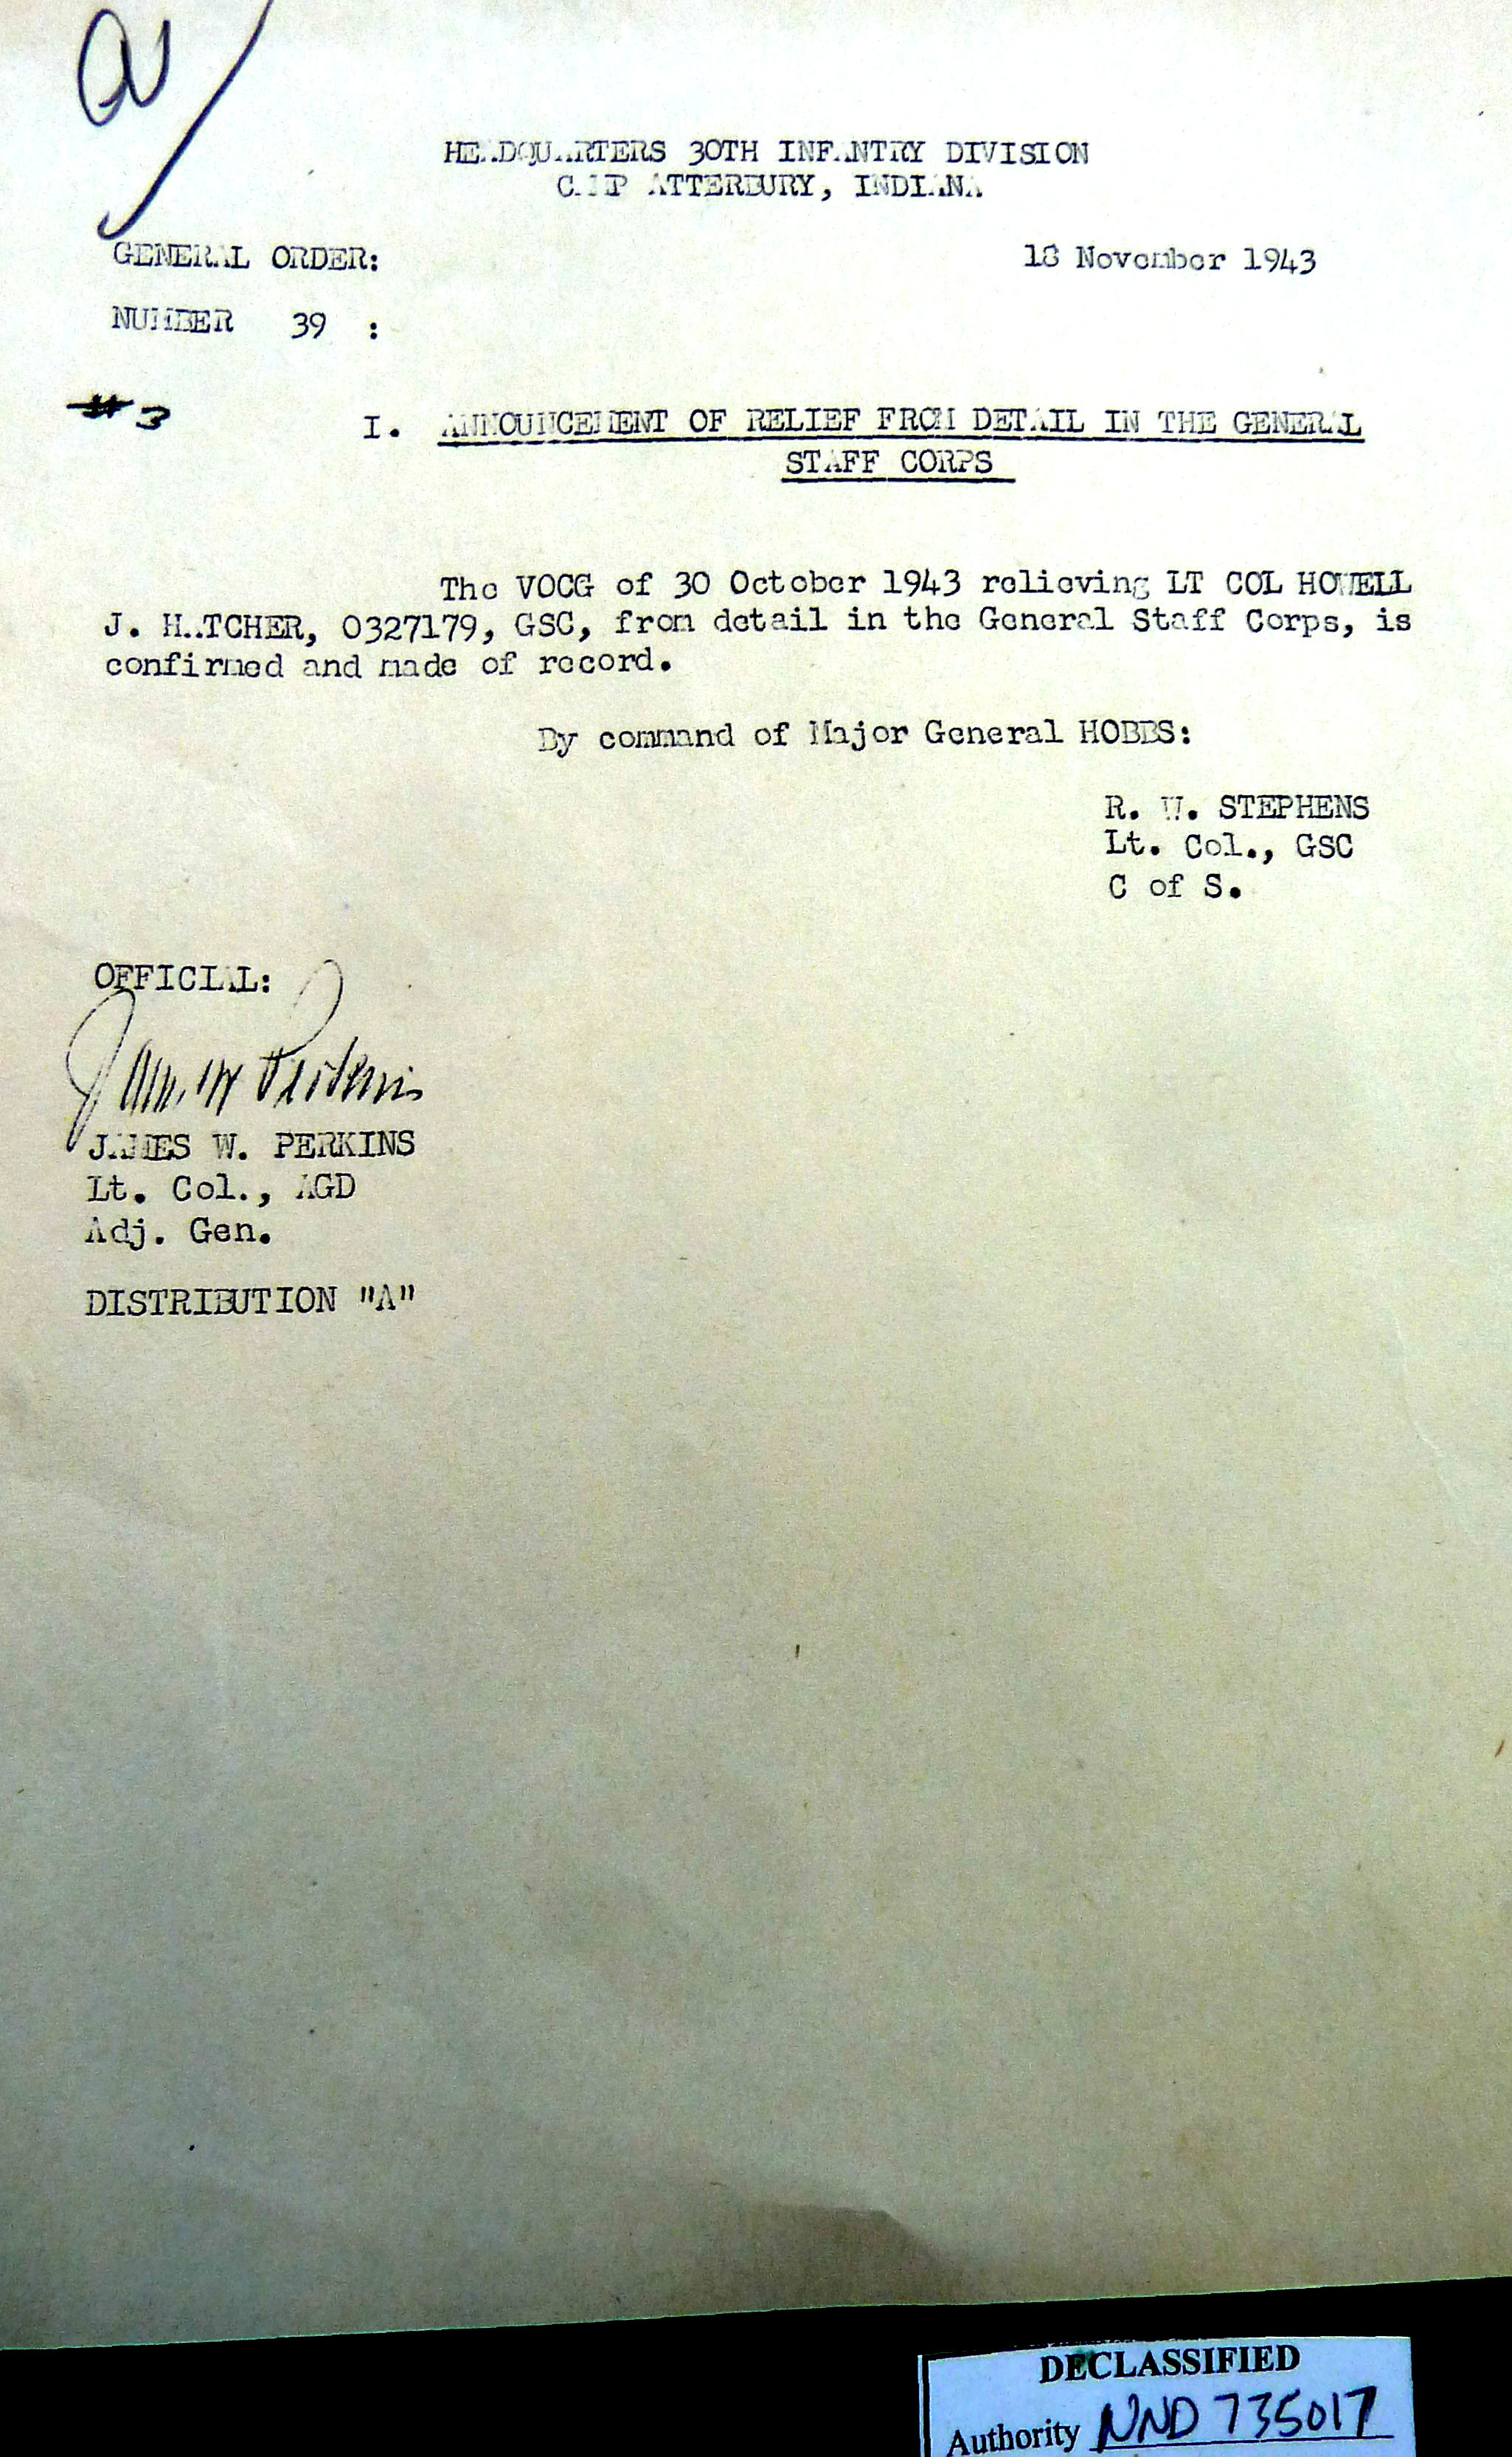 HEADQUARTERS 30TH INFANTRY DIVISION
CAMP ATTERBURY, INDIANA
GENERAL ORDER:
18 November 1943
NUMBER 39 :
#3
I. ANNOUNCEMENT OF RELIEF FROM DETAIL IN THE GENERAL
STAFF CORPS
The VOCG of 30 October 1943 relieving LT COL HOWELL
J. HATCHER, O327179, GSC, from detail in the General Staff Corps, is
confirmed and made of record.
By command of Major General HOBBS:
R. W. STEPHENS
Lt. Col., GSC
C of S.
OFFICIAL:
James W Perkins
JAMES W. PERKINS
Lt. Col., AGD
Adj. Gen.
DISTRIBUTION "A"
DECLASSIFIED
Authority NND 735017